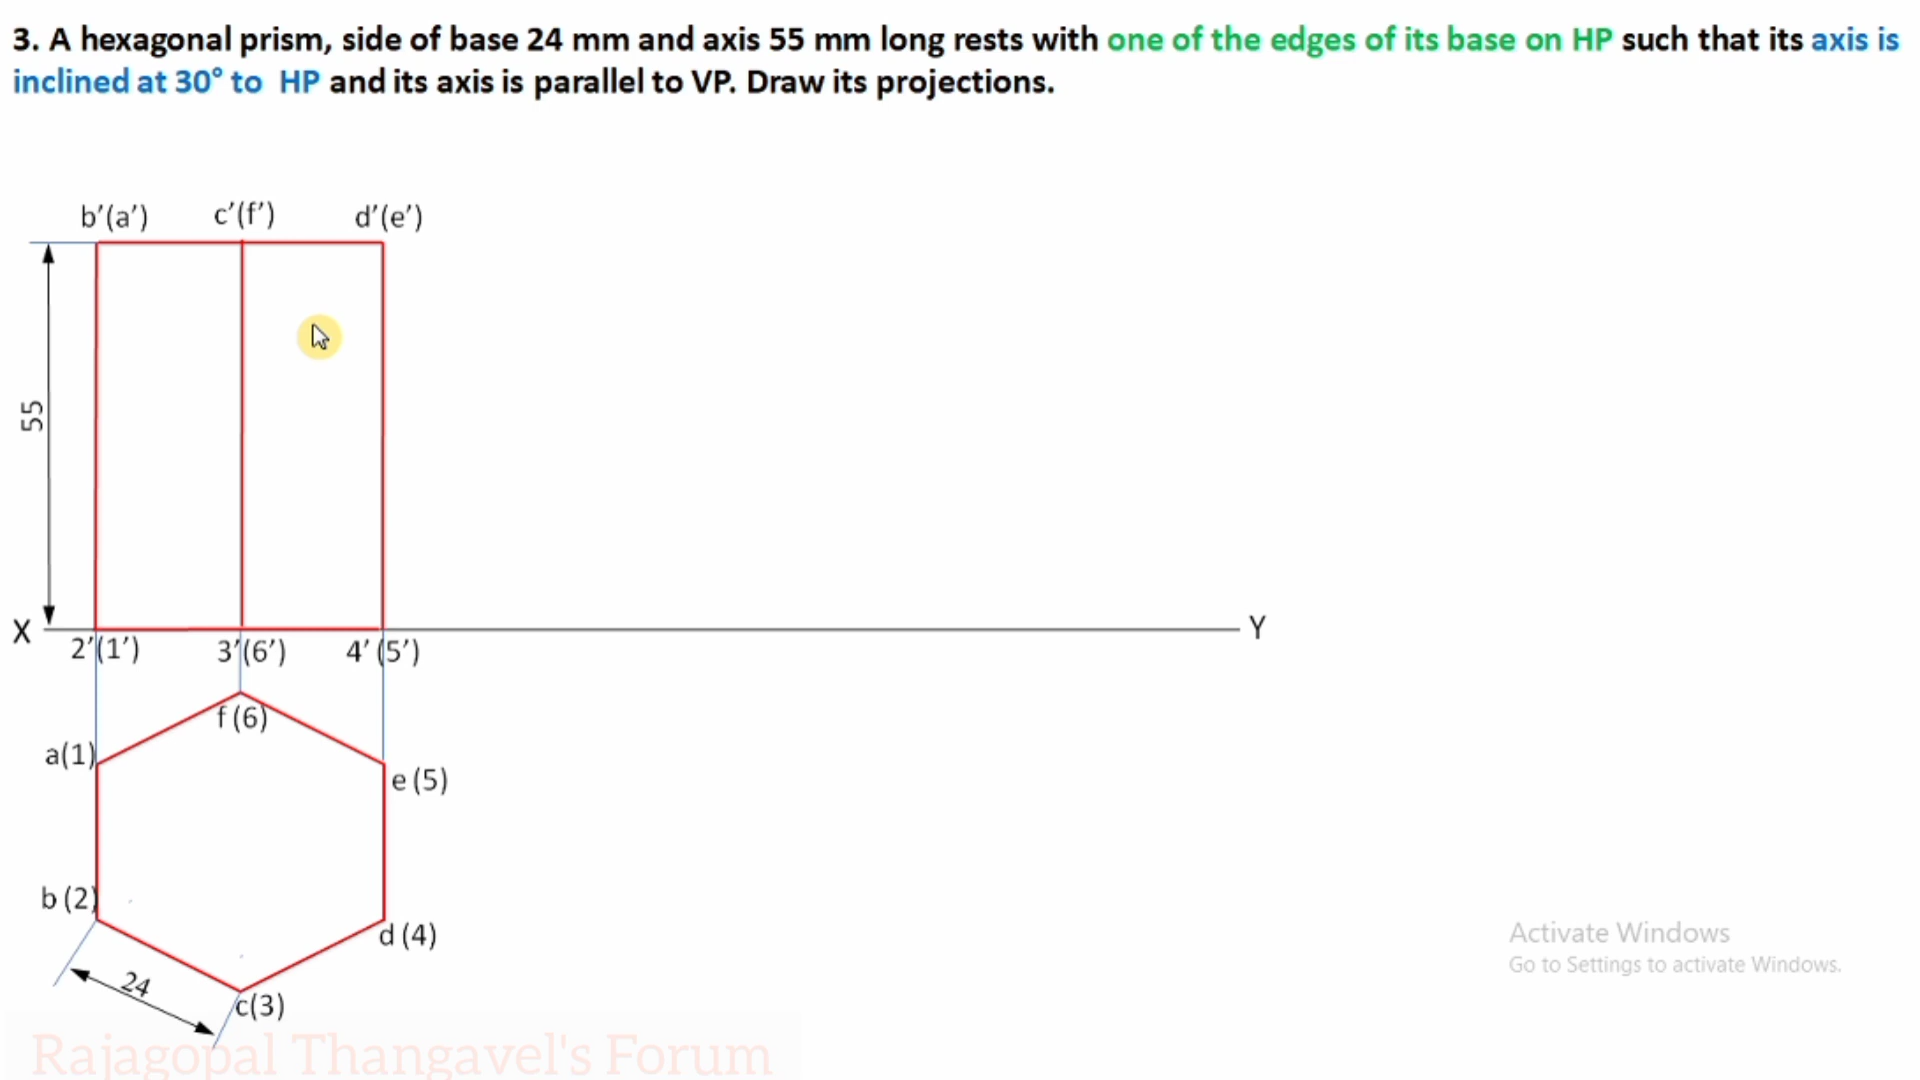 3. A hexagonal prism, side of base 24 mm and axis 55 mm long rests with one of the edges of its base on HP such that its axis is
inclined at 30° to HP and its axis is parallel to VP. Draw its projections.
b’(a’) c’(f’) d’(e’)
55
X Y
2’(1’) 3’(6’) 4’(5’)
f (6)
a(1)
e (5)
b (2)
d (4)
24
c(3)
Activate Windows
Go to Settings to activate Windows.
Rajagopal Thangavel's Forum